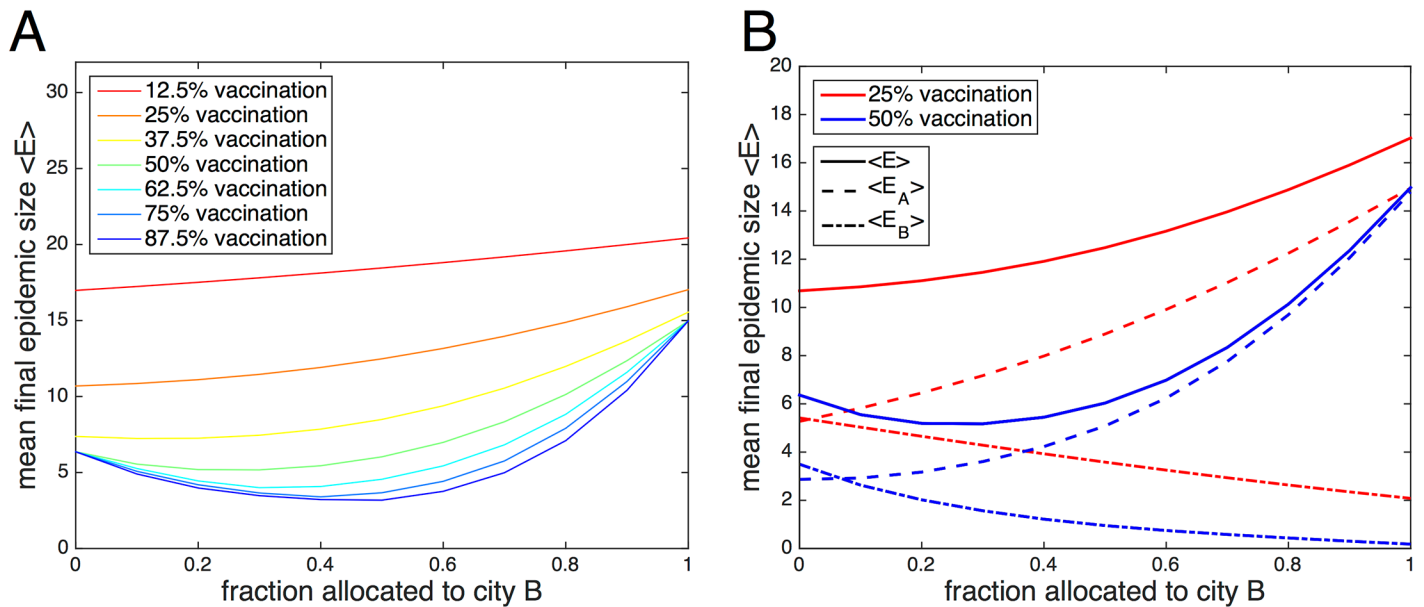 A
mean final epidemic size <E>
30
25
20
15
10
5
0
12.5% vaccination
25% vaccination
37.5% vaccination
50% vaccination
62.5% vaccination
75% vaccination
87.5% vaccination
0
0.2
0.4
0.6
0.8
1
fraction allocated to city B
B
mean final epidemic size <E>
20
18
16
14
12
10
8
6
4
2
0
25% vaccination
50% vaccination
<E>
<E_A>
<E_B>
0
0.2
0.4
0.6
0.8
1
fraction allocated to city B